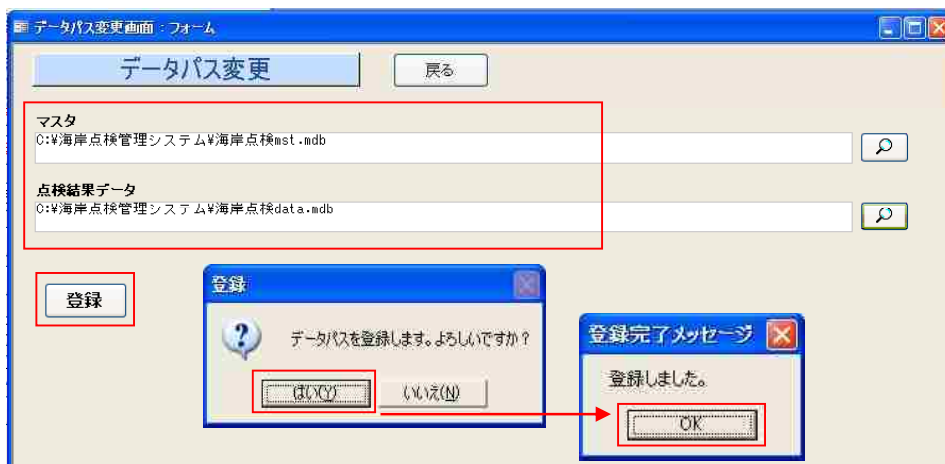 データパス変更画面 : フォーム
データパス変更
戻る
マスタ
C:¥海岸点検管理システム¥海岸点検mst.mdb
点検結果データ
C:¥海岸点検管理システム¥海岸点検data.mdb
登録
登録
データパスを登録します。よろしいですか？
はい(Y)
いいえ(N)
登録完了メッセージ
登録しました。
OK